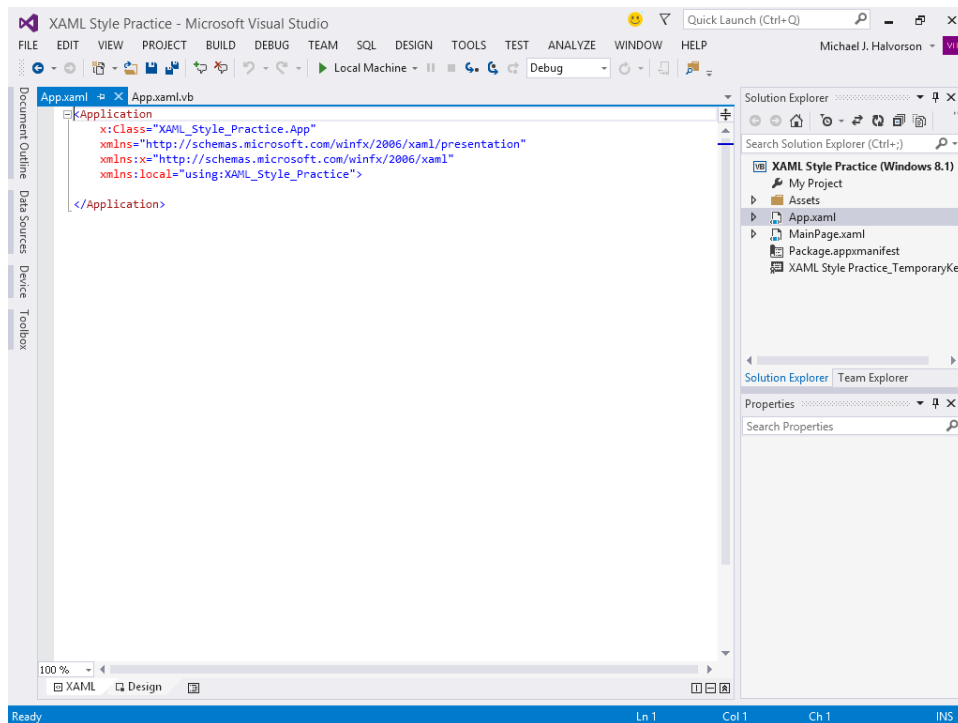 XAML Style Practice - Microsoft Visual Studio
Quick Launch (Ctrl+Q)
FILE EDIT VIEW PROJECT BUILD DEBUG TEAM SQL DESIGN TOOLS TEST ANALYZE WINDOW HELP
Michael J. Halvorson
Local Machine
Debug
Document Outline
Data Sources
Device
Toolbox
App.xaml
App.xaml.vb
<Application
x:Class="XAML_Style_Practice.App"
xmlns="http://schemas.microsoft.com/winfx/2006/xaml/presentation"
xmlns:x="http://schemas.microsoft.com/winfx/2006/xaml"
xmlns:local="using:XAML_Style_Practice">
</Application>
100 %
XAML
Design
Solution Explorer
Search Solution Explorer (Ctrl+;)
VB XAML Style Practice (Windows 8.1)
My Project
Assets
App.xaml
MainPage.xaml
Package.appxmanifest
XAML Style Practice_TemporaryKe
Solution Explorer
Team Explorer
Properties
Search Properties
Ready
Ln 1
Col 1
Ch 1
INS